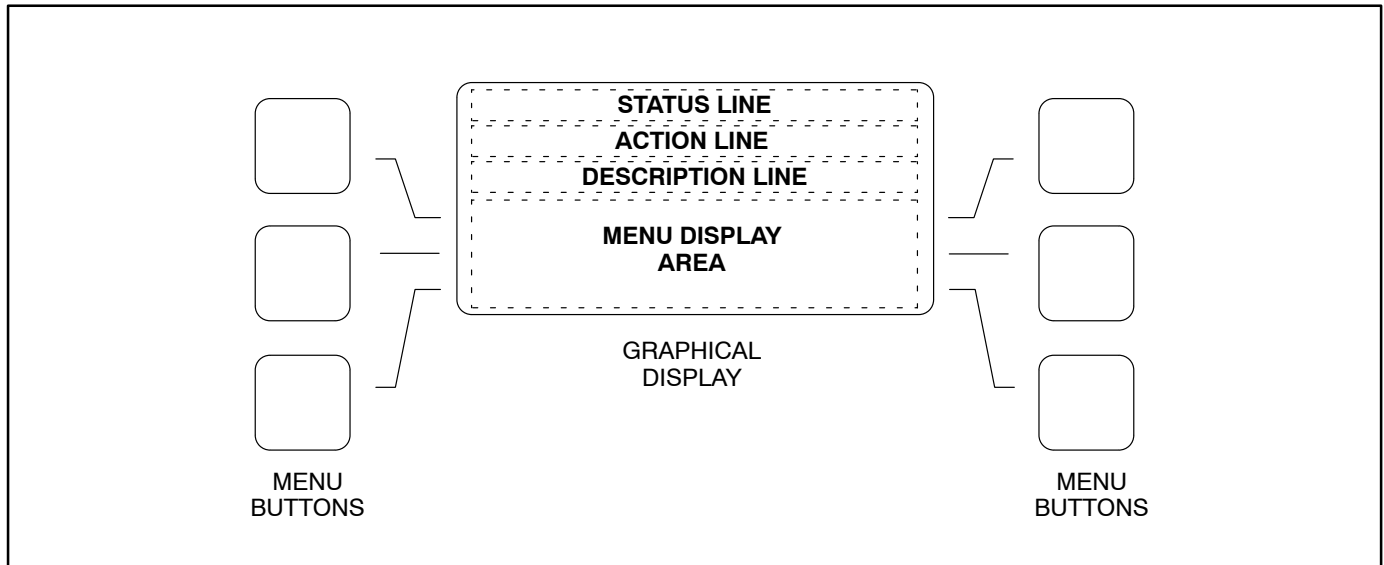 STATUS LINE
ACTION LINE
DESCRIPTION LINE
MENU DISPLAY
AREA
GRAPHICAL
DISPLAY
MENU
BUTTONS
MENU
BUTTONS